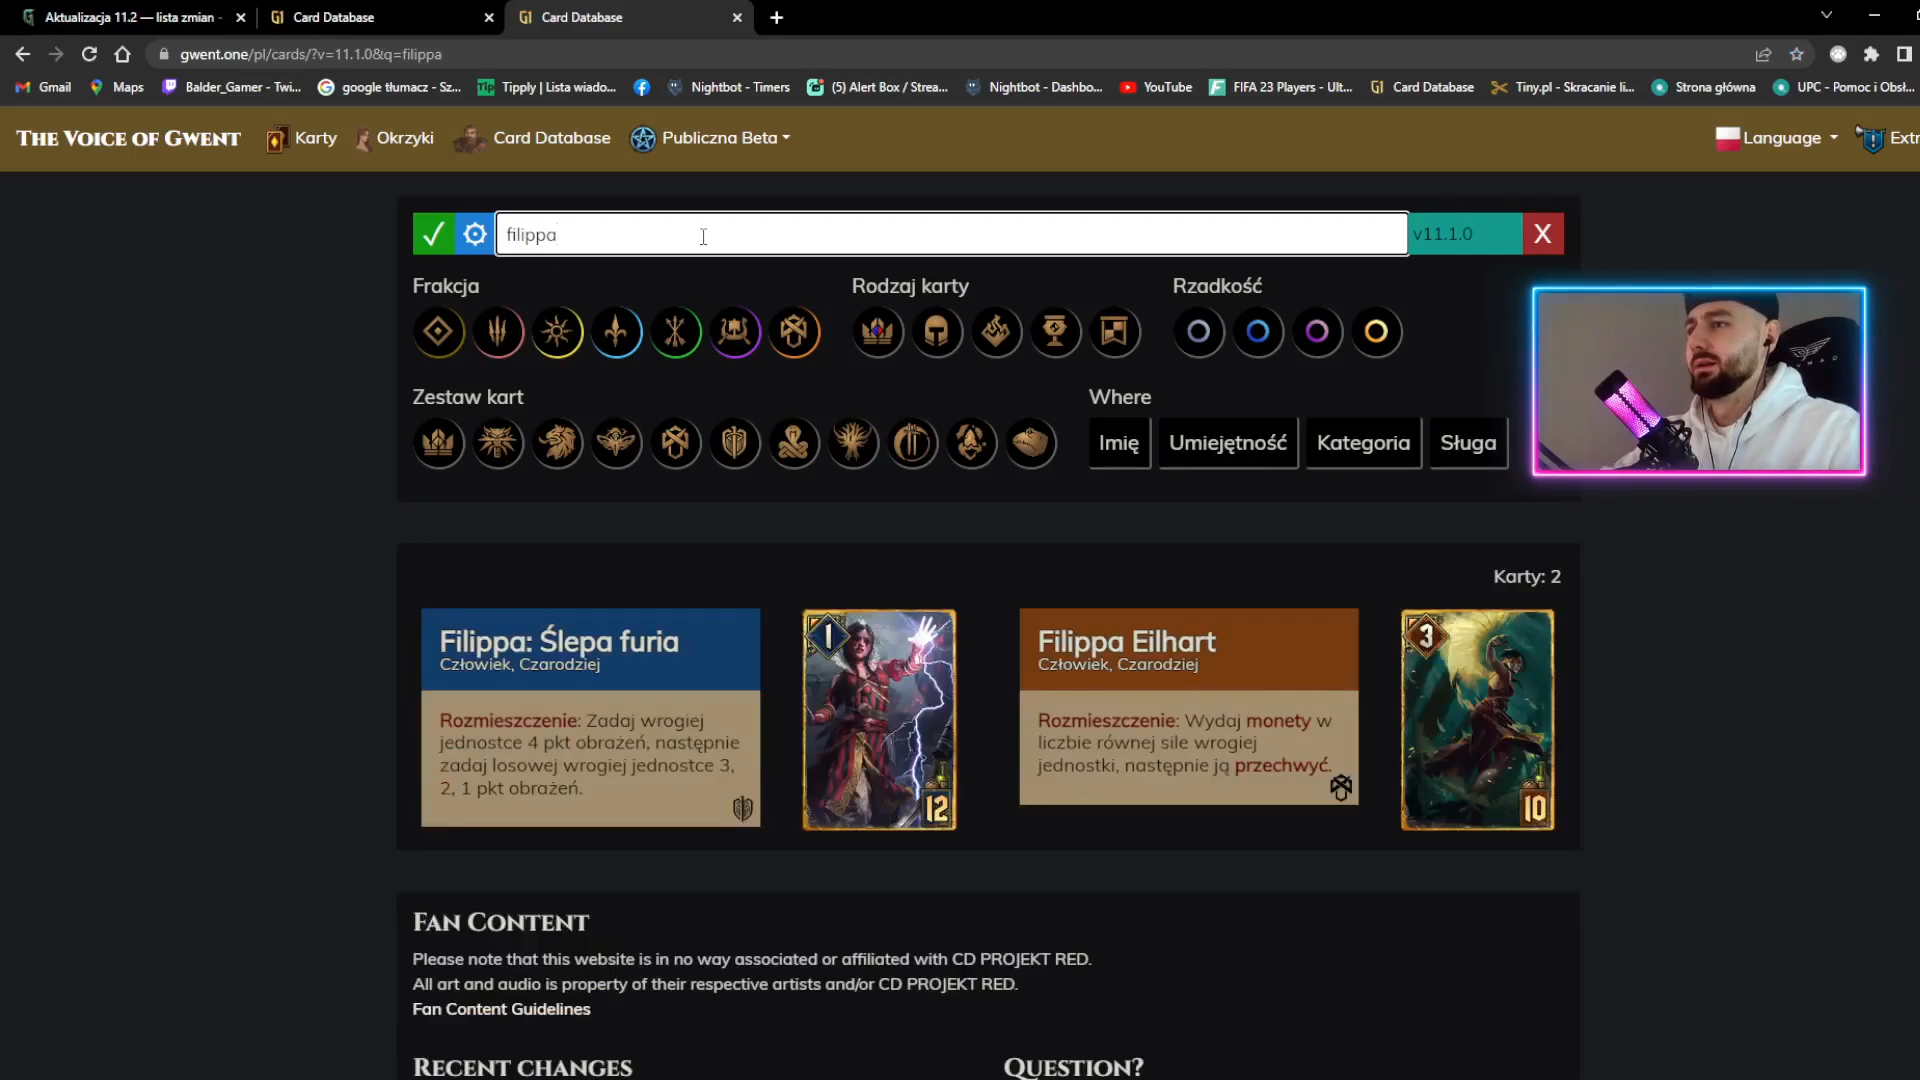 Aktualizacja 11.2 — lista zmian -
Card Database
Card Database
gwent.one/pl/cards/?v=11.1.0&q=filippa
Gmail
Maps
Balder_Gamer - Twi...
google tłumacz - Sz...
Tipply | Lista wiado...
Nightbot - Timers
(5) Alert Box / Strea...
Nightbot - Dashbo...
YouTube
FIFA 23 Players - Ult...
Card Database
Tiny.pl - Skracanie li...
Strona główna
UPC - Pomoc i Obsł...
THE VOICE OF GWENT
Karty
Okrzyki
Card Database
Publiczna Beta
Language
Extr
filippa
v11.1.0
X
Frakcja
Rodzaj karty
Rzadkość
Zestaw kart
Where
Imię
Umiejętność
Kategoria
Sługa
Karty: 2
Filippa: Ślepa furia
Człowiek, Czarodziej
Rozmieszczenie: Zadaj wrogiej
jednostce 4 pkt obrażeń, następnie
zadaj losowej wrogiej jednostce 3,
2, 1 pkt obrażeń.
1
12
Filippa Eilhart
Człowiek, Czarodziej
Rozmieszczenie: Wydaj monety w
liczbie równej sile wrogiej
jednostki, następnie ją przechwyć.
3
10
FAN CONTENT
Please note that this website is in no way associated or affiliated with CD PROJEKT RED.
All art and audio is property of their respective artists and/or CD PROJEKT RED.
Fan Content Guidelines
RECENT CHANGES
QUESTION?